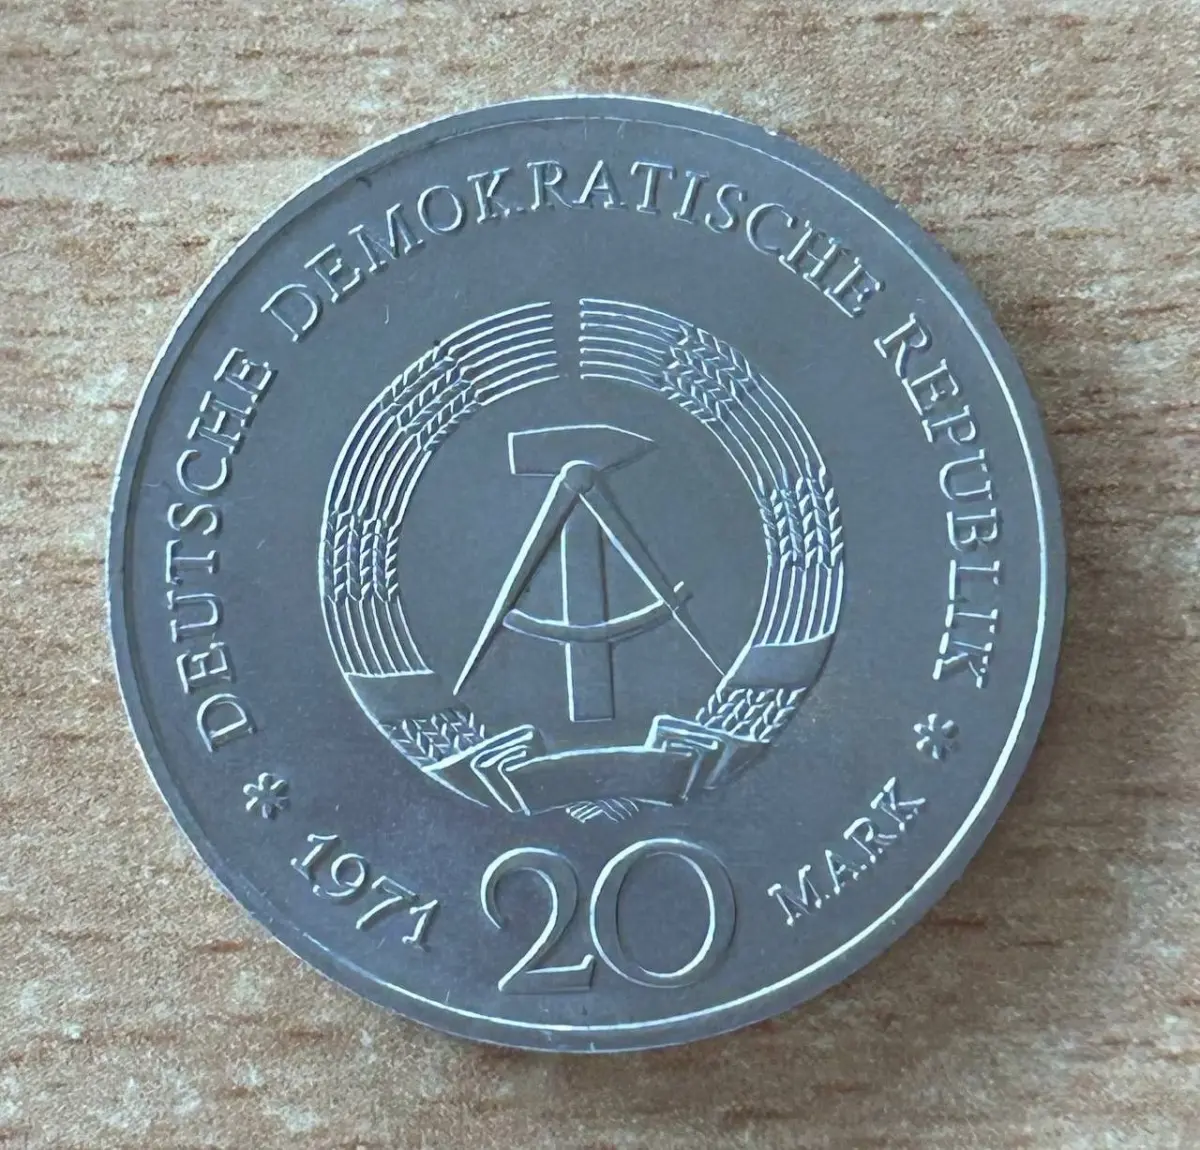 DEUTSCHE DEMOKRATISCHE REPUBLIK
* 1971 20 MARK *